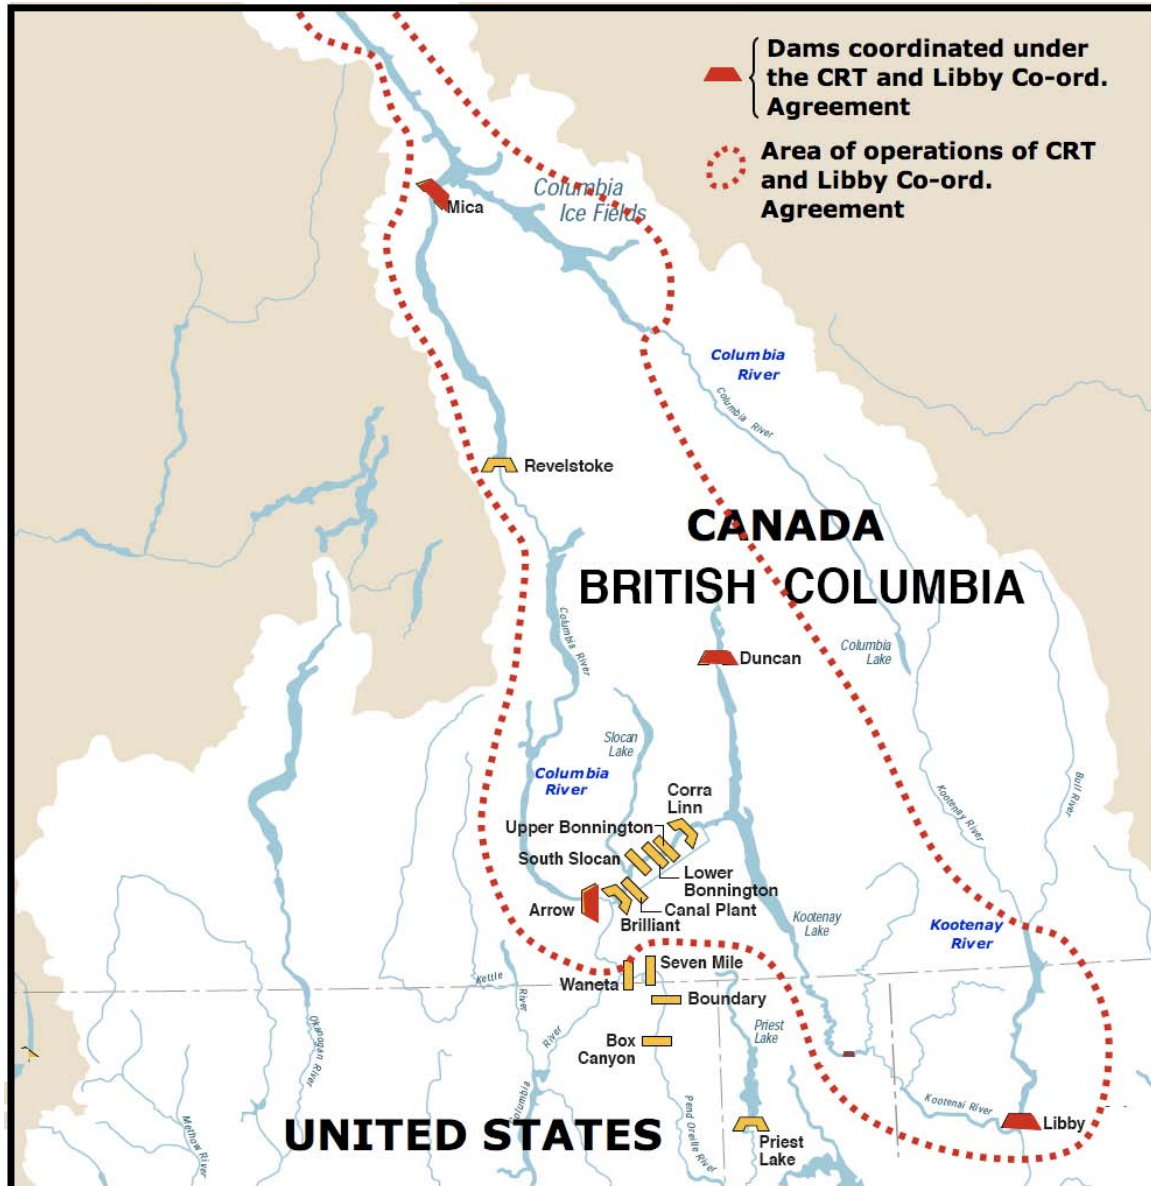 Dams coordinated under
the CRT and Libby Co-ord.
Agreement
Area of operations of CRT
and Libby Co-ord.
Agreement
Columbia
Ice Fields
Mica
Columbia
River
Columbia River
Revelstoke
CANADA
BRITISH COLUMBIA
Columbia River
Columbia
Lake
Duncan
Slocan
Lake
Columbia
River
Corra
Linn
Kootenay River
Bull River
Upper Bonnington
South Slocan
Lower
Bonnington
Arrow
Canal Plant
Brilliant
Kootenay
Lake
Kootenay
River
Seven Mile
Waneta
Kettle
River
Boundary
Okanogan River
Priest
Lake
Box
Canyon
Columbia
River
Methow River
Pend Oreille River
Kootenai River
Libby
UNITED STATES
Priest
Lake